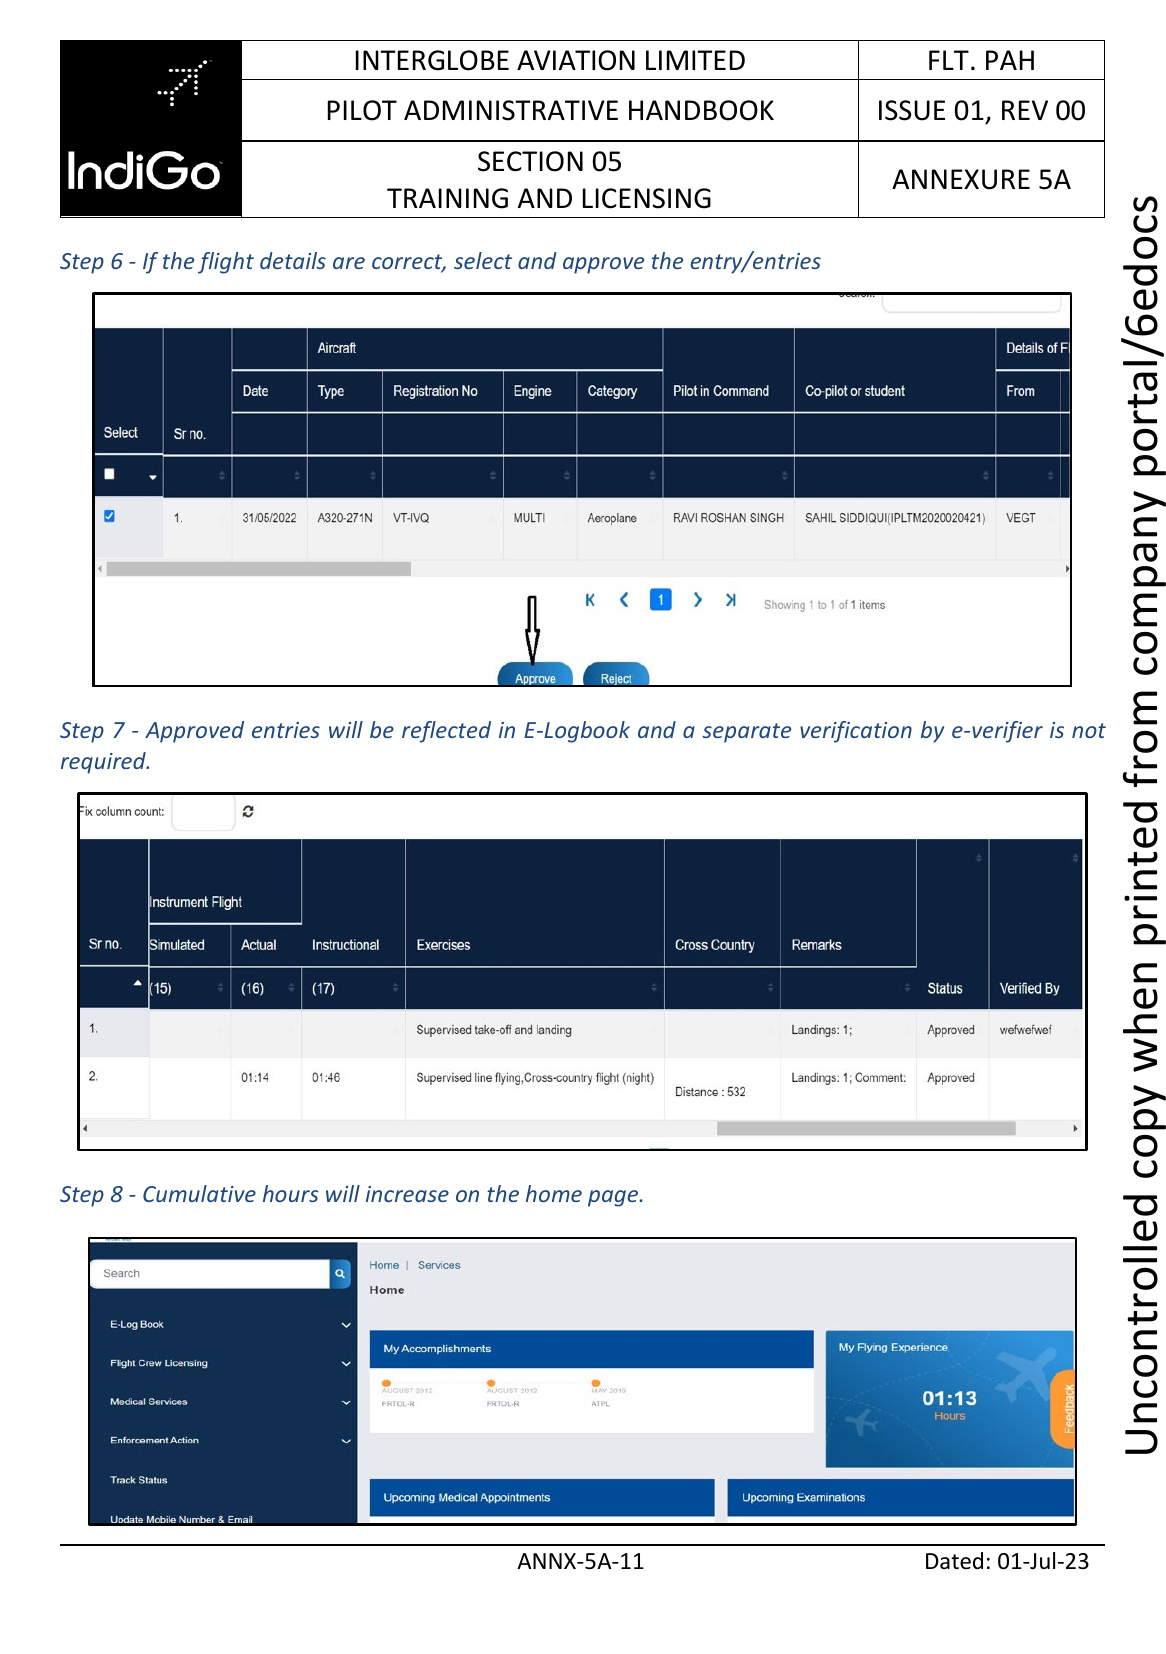 INTERGLOBE AVIATION LIMITED
FLT. PAH
PILOT ADMINISTRATIVE HANDBOOK
ISSUE 01, REV 00
IndiGo
SECTION 05
TRAINING AND LICENSING
ANNEXURE 5A
Step 6 - If the flight details are correct, select and approve the entry/entries
Aircraft
Details of F
Date Type Registration No Engine Category Pilot in Command Co-pilot or student From
Select Sr no.
1. 31/05/2022 A320-271N VT-IVQ MULTI Aeroplane RAVI ROSHAN SINGH SAHIL SIDDIQUI(IPLTM2020020421) VEGT
1 Showing 1 to 1 of 1 items
Approve Reject
Step 7 - Approved entries will be reflected in E-Logbook and a separate verification by e-verifier is not
required.
Fix column count:
Instrument Flight
Sr no. Simulated Actual Instructional Exercises Cross Country Remarks
(15) (16) (17) Status Verified By
1. Supervised take-off and landing Landings: 1; Approved wefwefwef
2. 01:14 01:46 Supervised line flying,Cross-country flight (night) Landings: 1; Comment: Approved
Distance : 532
Step 8 - Cumulative hours will increase on the home page.
Search
Home | Services
Home
E-Log Book
Flight Crew Licensing
Medical Services
Enforcement Action
Track Status
Update Mobile Number & Email
My Accomplishments
AUGUST 2012 AUGUST 2012 MAY 2019
FRTOL-R FRTOL-R ATPL
My Flying Experience
01:13
Hours
Feedback
Upcoming Medical Appointments
Upcoming Examinations
ANNX-5A-11
Dated: 01-Jul-23
Uncontrolled copy when printed from company portal/6edocs